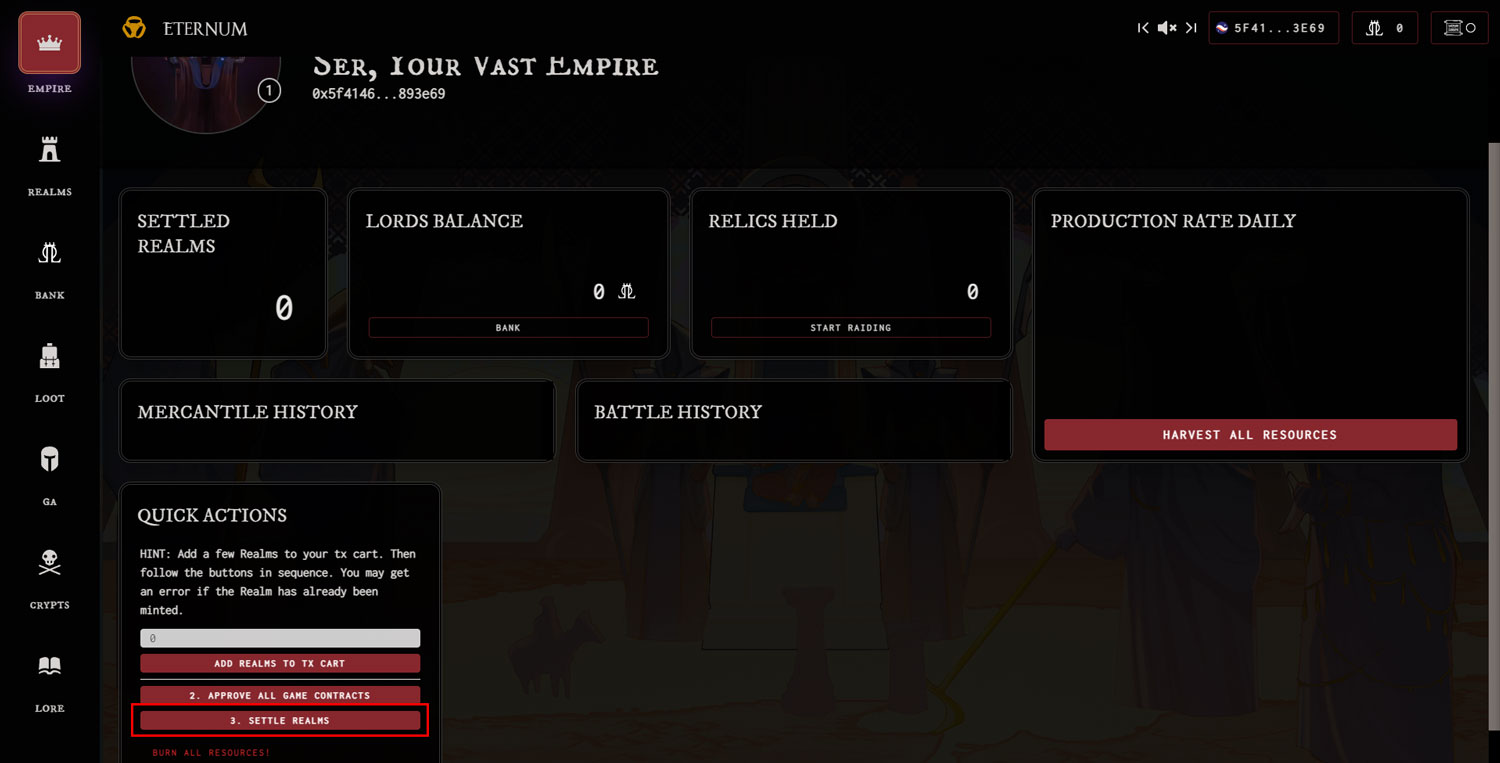 ETERNUM
5F41...3E69
0
0
EMPIRE
SER, YOUR VAST EMPIRE
1
0x5f4146...893e69
REALMS
BANK
LOOT
GA
CRYPTS
LORE
SETTLED
REALMS
0
LORDS BALANCE
0
BANK
RELICS HELD
0
START RAIDING
PRODUCTION RATE DAILY
HARVEST ALL RESOURCES
MERCANTILE HISTORY
BATTLE HISTORY
QUICK ACTIONS
HINT: Add a few Realms to your tx cart. Then
follow the buttons in sequence. You may get
an error if the Realm has already been
minted.
0
ADD REALMS TO TX CART
2. APPROVE ALL GAME CONTRACTS
3. SETTLE REALMS
BURN ALL RESOURCES!